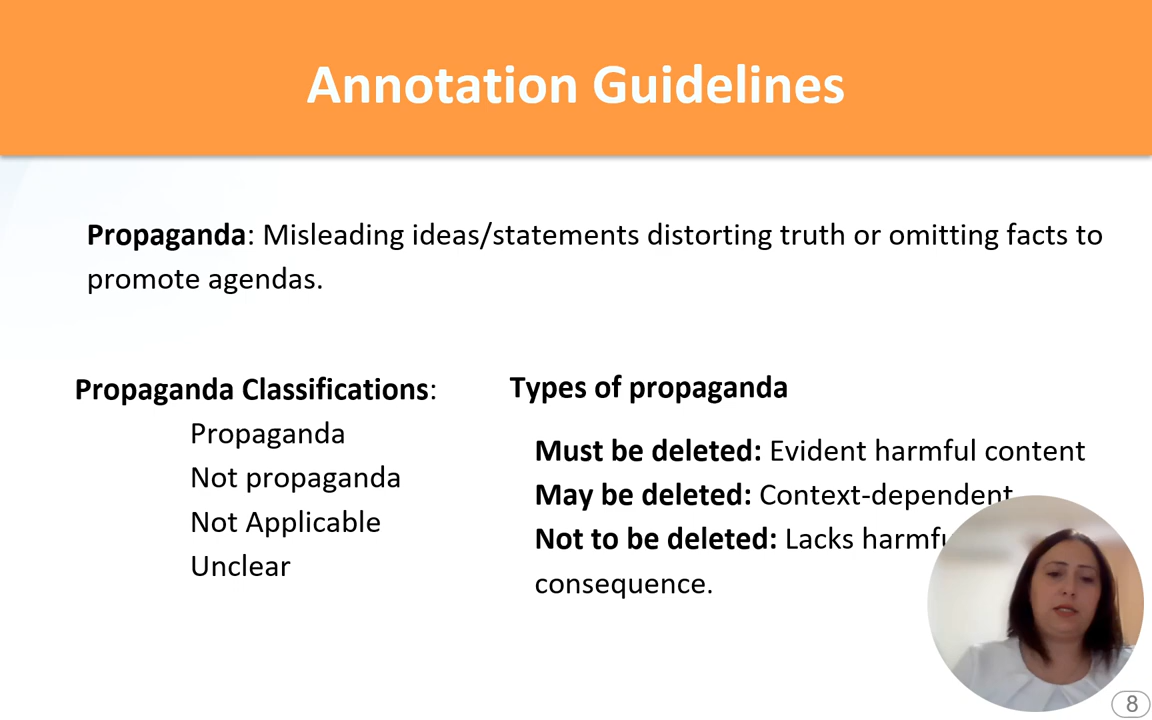 Annotation Guidelines
Propaganda: Misleading ideas/statements distorting truth or omitting facts to
promote agendas.
Propaganda Classifications:
Propaganda
Not propaganda
Not Applicable
Unclear
Types of propaganda
Must be deleted: Evident harmful content
May be deleted: Context-dependent
Not to be deleted: Lacks
consequence.
8